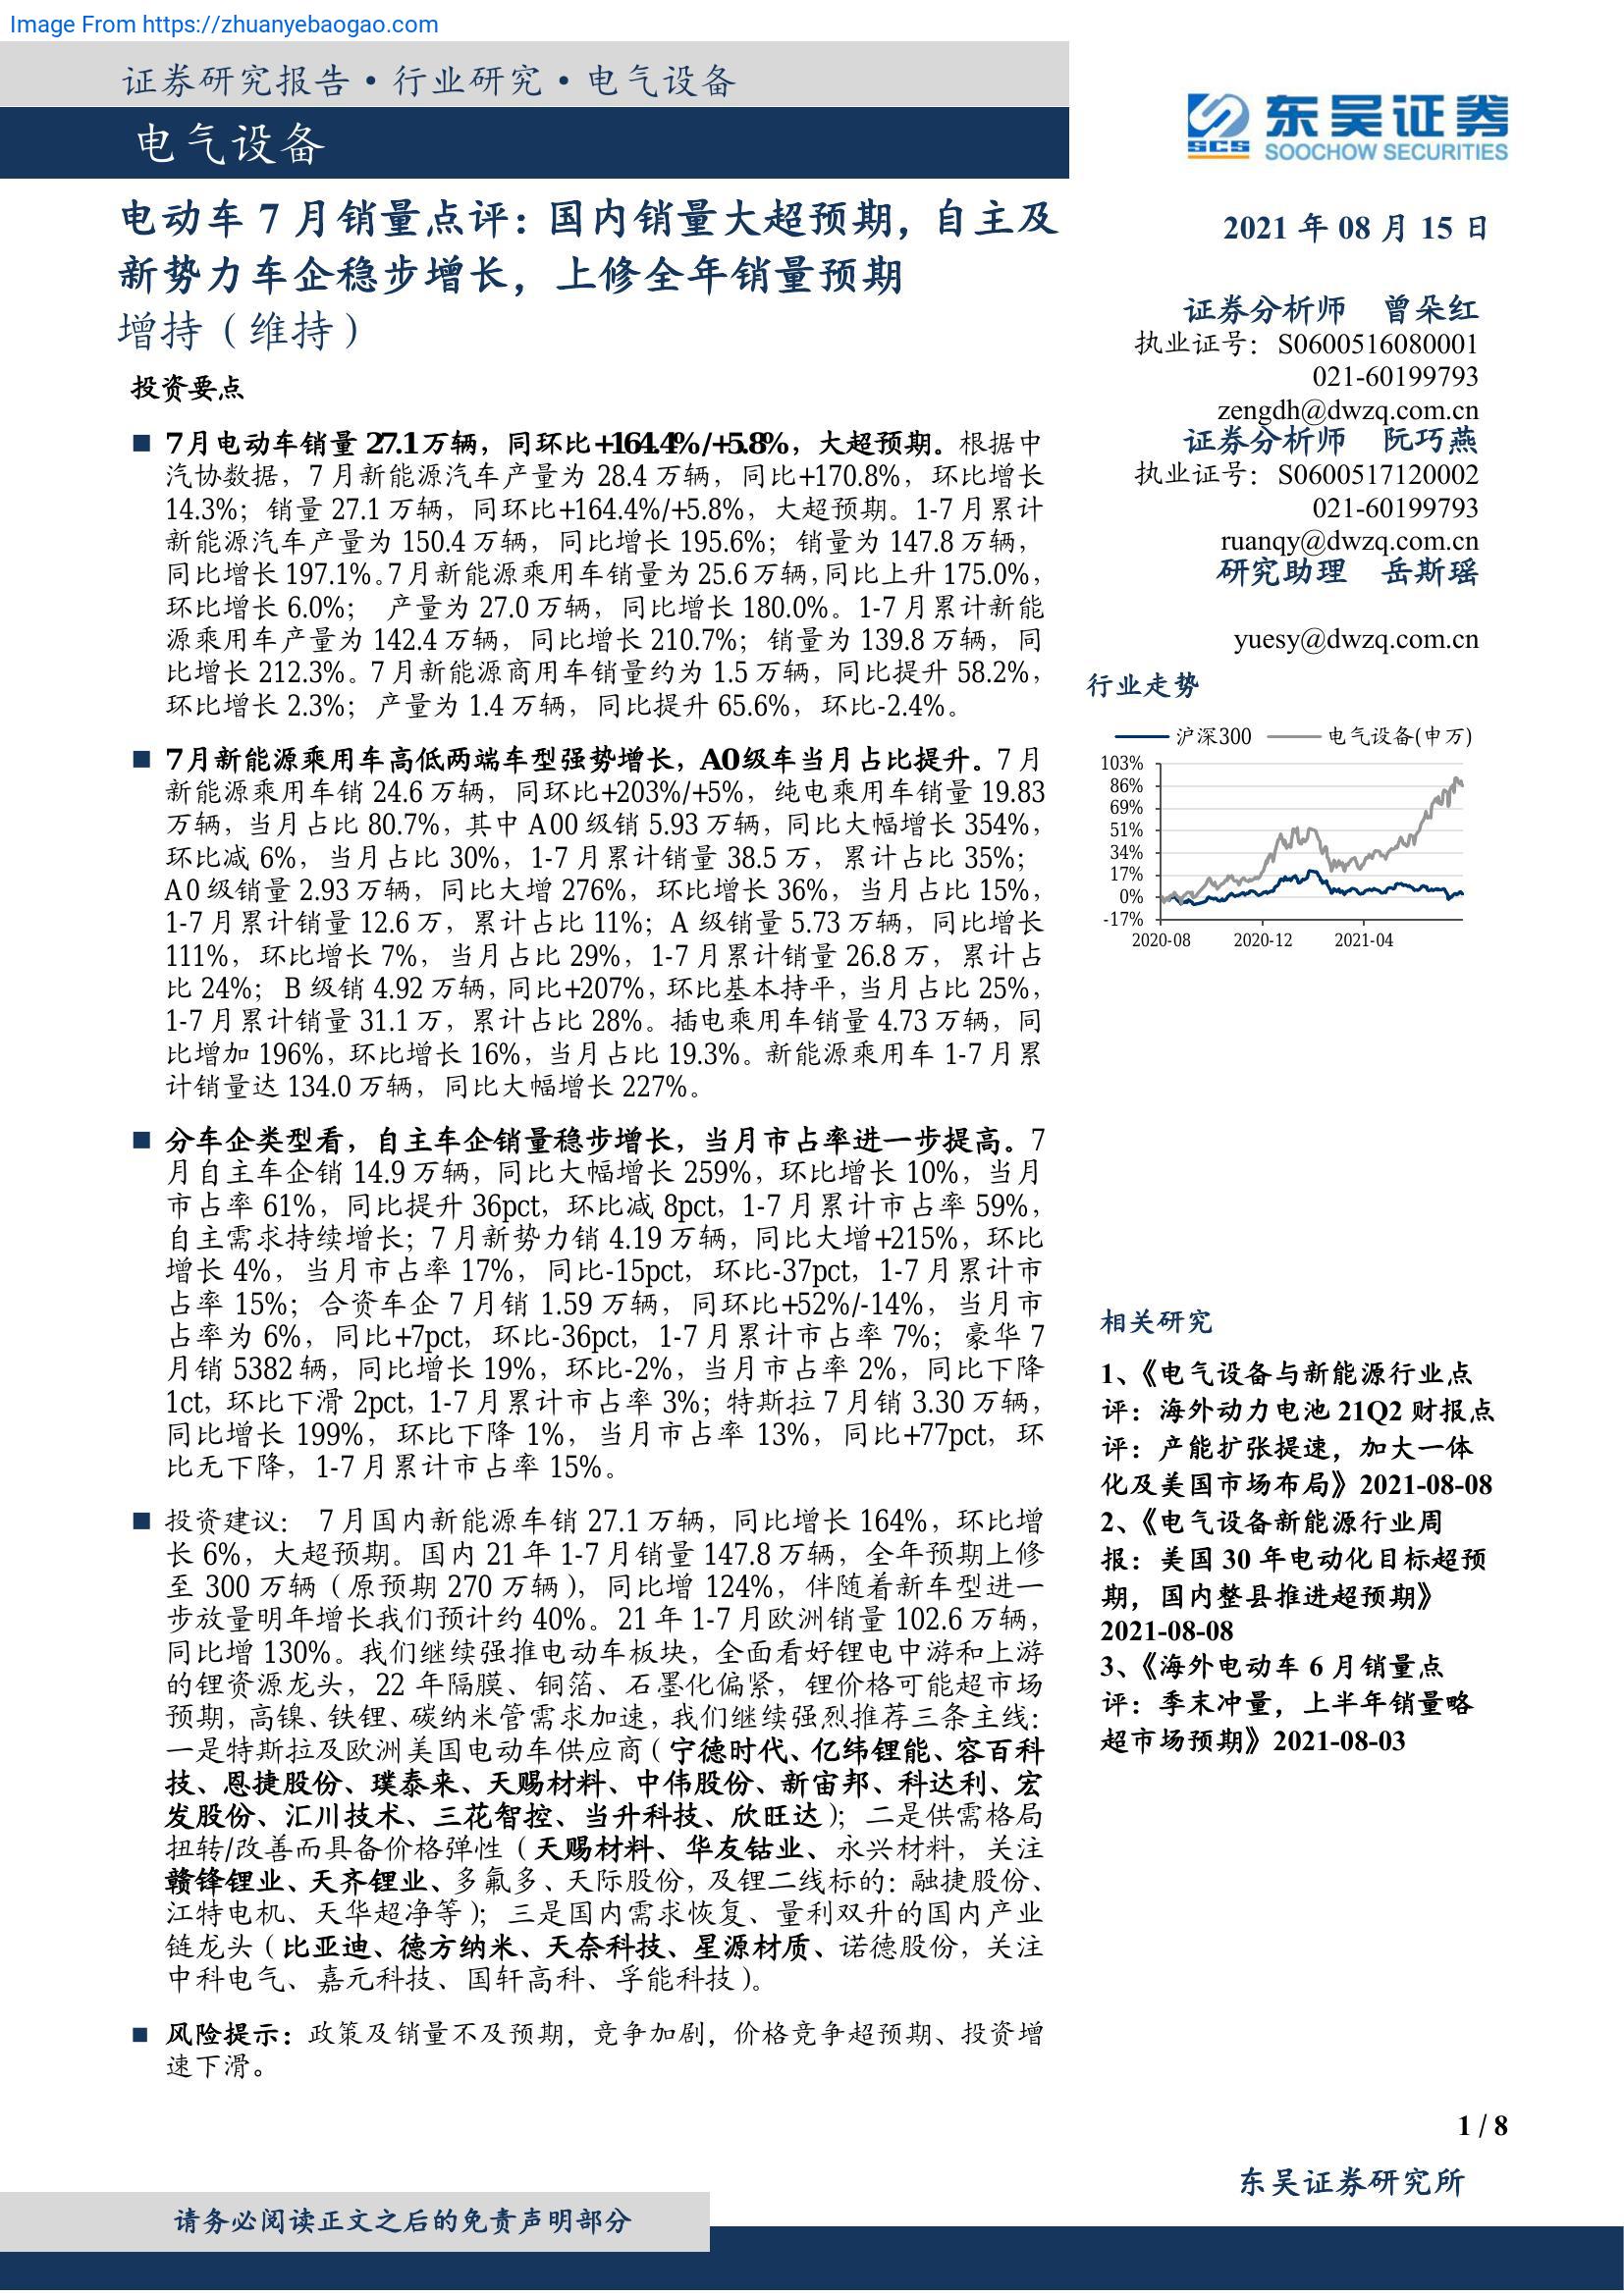 Image From https://zhuanyebaogao.com
证券研究报告·行业研究·电气设备
电气设备
东吴证券
SCS
SOOCHOW SECURITIES
电动车 7 月销量点评：国内销量大超预期，自主及
新势力车企稳步增长，上修全年销量预期
增持（维持）
投资要点
■ 7月电动车销量 27.1万辆，同环比+164.4%/+5.8%，大超预期。根据中
汽协数据，7 月新能源汽车产量为 28.4 万辆，同比+170.8%，环比增长
14.3%；销量 27.1 万辆，同环比+164.4%/+5.8%，大超预期。1-7 月累计
新能源汽车产量为 150.4 万辆，同比增长 195.6%；销量为 147.8 万辆，
同比增长 197.1%。7 月新能源乘用车销量为 25.6 万辆，同比上升 175.0%，
环比增长 6.0%； 产量为 27.0 万辆，同比增长 180.0%。1-7 月累计新能
源乘用车产量为 142.4 万辆，同比增长 210.7%；销量为 139.8 万辆，同
比增长 212.3%。7 月新能源商用车销量约为 1.5 万辆，同比提升 58.2%，
环比增长 2.3%；产量为 1.4 万辆，同比提升 65.6%，环比-2.4%。
■ 7月新能源乘用车高低两端车型强势增长，A0级车当月占比提升。7 月
新能源乘用车销 24.6 万辆，同环比+203%/+5%，纯电乘用车销量 19.83
万辆，当月占比 80.7%，其中 A00 级销 5.93 万辆，同比大幅增长 354%，
环比减 6%，当月占比 30%，1-7 月累计销量 38.5 万，累计占比 35%；
A0 级销量 2.93 万辆，同比大增 276%，环比增长 36%，当月占比 15%，
1-7 月累计销量 12.6 万，累计占比 11%；A 级销量 5.73 万辆，同比增长
111%，环比增长 7%，当月占比 29%，1-7 月累计销量 26.8 万，累计占
比 24%；B 级销 4.92 万辆，同比+207%，环比基本持平，当月占比 25%，
1-7 月累计销量 31.1 万，累计占比 28%。插电乘用车销量 4.73 万辆，同
比增加 196%，环比增长 16%，当月占比 19.3%。新能源乘用车 1-7 月累
计销量达 134.0 万辆，同比大幅增长 227%。
■ 分车企类型看，自主车企销量稳步增长，当月市占率进一步提高。7
月自主车企销 14.9 万辆，同比大幅增长 259%，环比增长 10%，当月
市占率 61%，同比提升 36pct，环比减 8pct，1-7 月累计市占率 59%，
自主需求持续增长；7 月新势力销 4.19 万辆，同比大增+215%，环比
增长 4%，当月市占率 17%，同比-15pct，环比-37pct，1-7 月累计市
占率 15%；合资车企 7 月销 1.59 万辆，同环比+52%/-14%，当月市
占率为 6%，同比+7pct，环比-36pct，1-7 月累计市占率 7%；豪华 7
月销 5382 辆，同比增长 19%，环比-2%，当月市占率 2%，同比下降
1ct，环比下滑 2pct，1-7 月累计市占率 3%；特斯拉 7 月销 3.30 万辆，
同比增长 199%，环比下降 1%，当月市占率 13%，同比+77pct，环
比无下降，1-7 月累计市占率 15%。
■ 投资建议： 7 月国内新能源车销 27.1 万辆，同比增长 164%，环比增
长 6%，大超预期。国内 21 年 1-7 月销量 147.8 万辆，全年预期上修
至 300 万辆（原预期 270 万辆），同比增 124%，伴随着新车型进一
步放量明年增长我们预计约 40%。21 年 1-7 月欧洲销量 102.6 万辆，
同比增 130%。我们继续强推电动车板块，全面看好锂电中游和上游
的锂资源龙头，22 年隔膜、铜箔、石墨化偏紧，锂价格可能超市场
预期，高镍、铁锂、碳纳米管需求加速，我们继续强烈推荐三条主线：
一是特斯拉及欧洲美国电动车供应商（宁德时代、亿纬锂能、容百科
技、恩捷股份、璞泰来、天赐材料、中伟股份、新宙邦、科达利、宏
发股份、汇川技术、三花智控、当升科技、欣旺达）；二是供需格局
扭转/改善而具备价格弹性（天赐材料、华友钴业、永兴材料，关注
赣锋锂业、天齐锂业、多氟多、天际股份，及锂二线标的：融捷股份、
江特电机、天华超净等）；三是国内需求恢复、量利双升的国内产业
链龙头（比亚迪、德方纳米、天奈科技、星源材质、诺德股份，关注
中科电气、嘉元科技、国轩高科、孚能科技）。
■ 风险提示：政策及销量不及预期，竞争加剧，价格竞争超预期、投资增
速下滑。
2021 年 08 月 15 日
证券分析师 曾朵红
执业证号：S0600516080001
021-60199793
zengdh@dwzq.com.cn
证券分析师 阮巧燕
执业证号：S0600517120002
021-60199793
ruanqy@dwzq.com.cn
研究助理 岳斯瑶
yuesy@dwzq.com.cn
行业走势
沪深300 电气设备(申万)
103%
86%
69%
51%
34%
17%
0%
-17%
2020-08 2020-12 2021-04
相关研究
1、《电气设备与新能源行业点
评：海外动力电池 21Q2 财报点
评：产能扩张提速，加大一体
化及美国市场布局》2021-08-08
2、《电气设备新能源行业周
报：美国 30 年电动化目标超预
期，国内整县推进超预期》
2021-08-08
3、《海外电动车 6 月销量点
评：季末冲量，上半年销量略
超市场预期》2021-08-03
1 / 8
东吴证券研究所
请务必阅读正文之后的免责声明部分